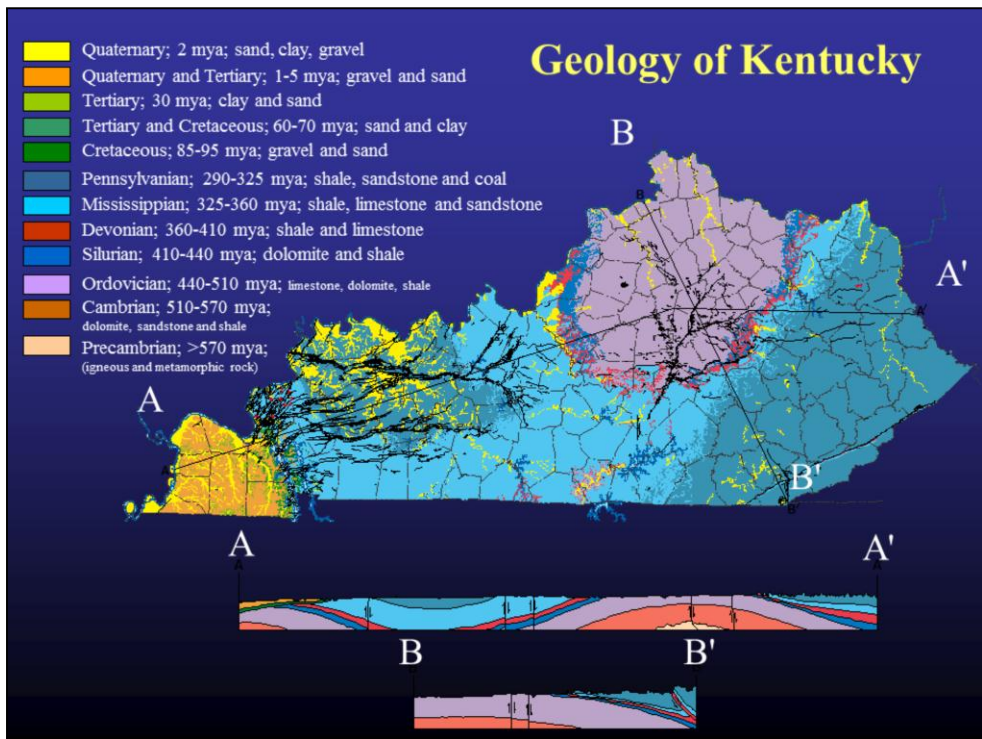 Geology of Kentucky
Quaternary; 2 mya; sand, clay, gravel
Quaternary and Tertiary; 1-5 mya; gravel and sand
Tertiary; 30 mya; clay and sand
Tertiary and Cretaceous; 60-70 mya; sand and clay
Cretaceous; 85-95 mya; gravel and sand
Pennsylvanian; 290-325 mya; shale, sandstone and coal
Mississippian; 325-360 mya; shale, limestone and sandstone
Devonian; 360-410 mya; shale and limestone
Silurian; 410-440 mya; dolomite and shale
Ordovician; 440-510 mya; limestone, dolomite, shale
Cambrian; 510-570 mya;
dolomite, sandstone and shale
Precambrian; >570 mya;
(igneous and metamorphic rock)
B
B
A'
A'
A
A
B'
B'
A
A'
A
A
B
B'